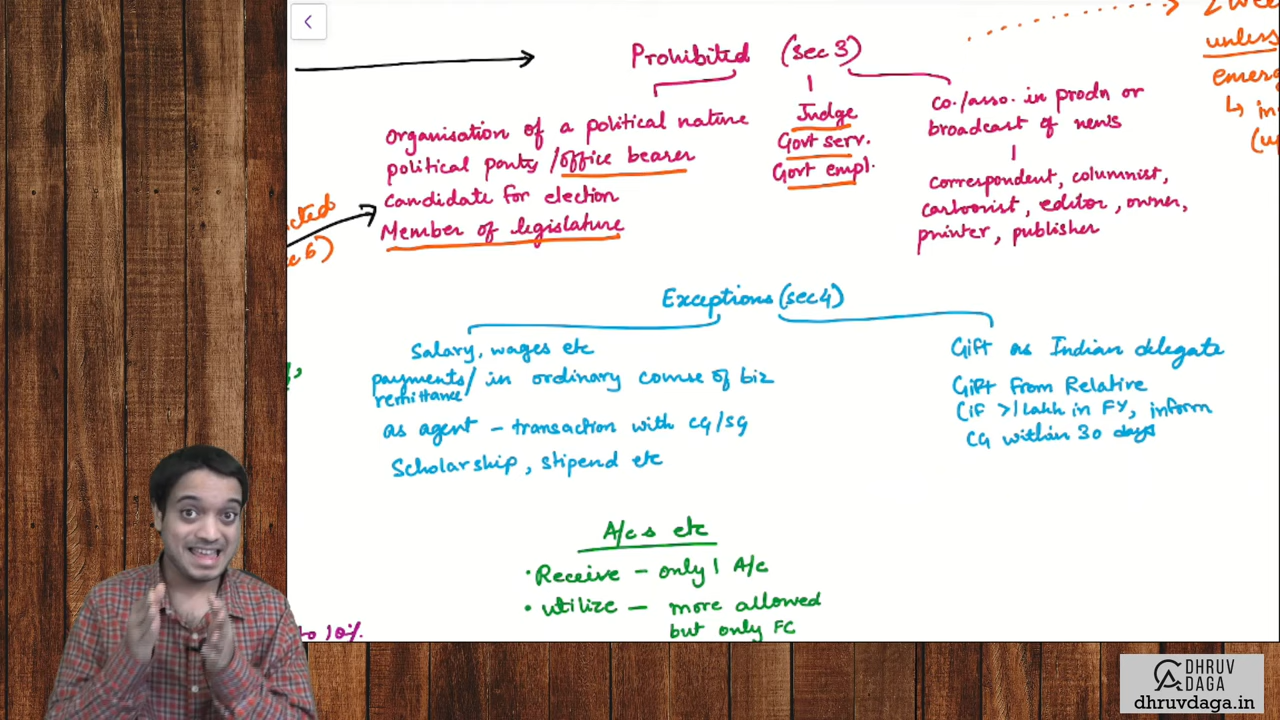 Prohibited (sec 3)
Organisation of a political nature
political party / office bearer
Candidate for election
Member of legislature
Judge
Govt serv.
Govt empl.
Co./asso. in prodn or
broadcast of news
correspondent, columnist,
cartoonist, editor, owner,
printer, publisher
unless
Exceptions (sec 4)
Salary, wages etc
payments/ in ordinary course of biz
remittance
as agent – transaction with CG/SG
Scholarship, stipend etc
Gift as Indian delegate
Gift from Relative
(if >1 lakh in FY, inform
CG within 30 days
A/c s etc
• Receive – only 1 A/c
• utilize – more allowed
but only FC
to 10%
DHRUV
DAGA
dhruvdaga.in